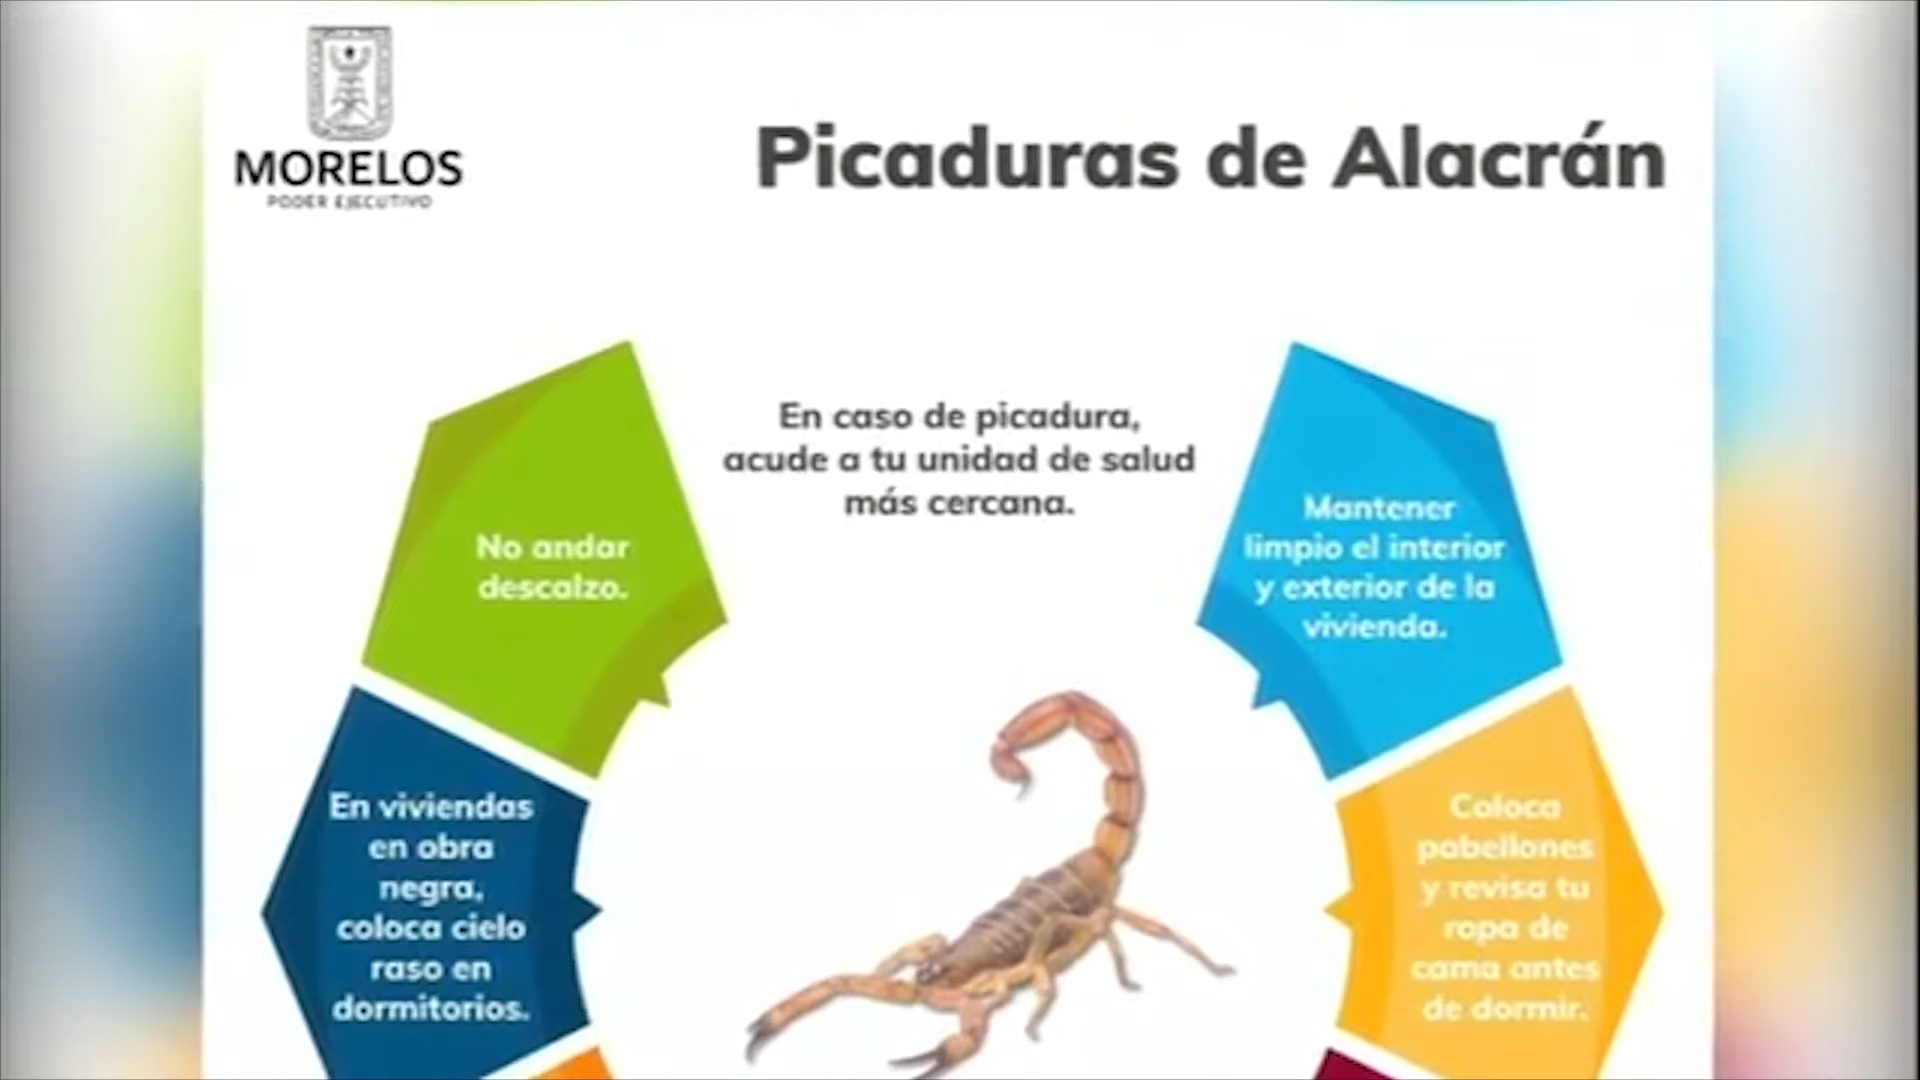 MORELOS
PODER EJECUTIVO
Picaduras de Alacrán
En caso de picadura,
acude a tu unidad de salud
más cercana.
No andar
descalzo.
Mantener
limpio el interior
y exterior de la
vivienda.
En viviendas
en obra
negra,
coloca cielo
raso en
dormitorios.
Coloca
pabellones
y revisa tu
ropa de
cama antes
de dormir.